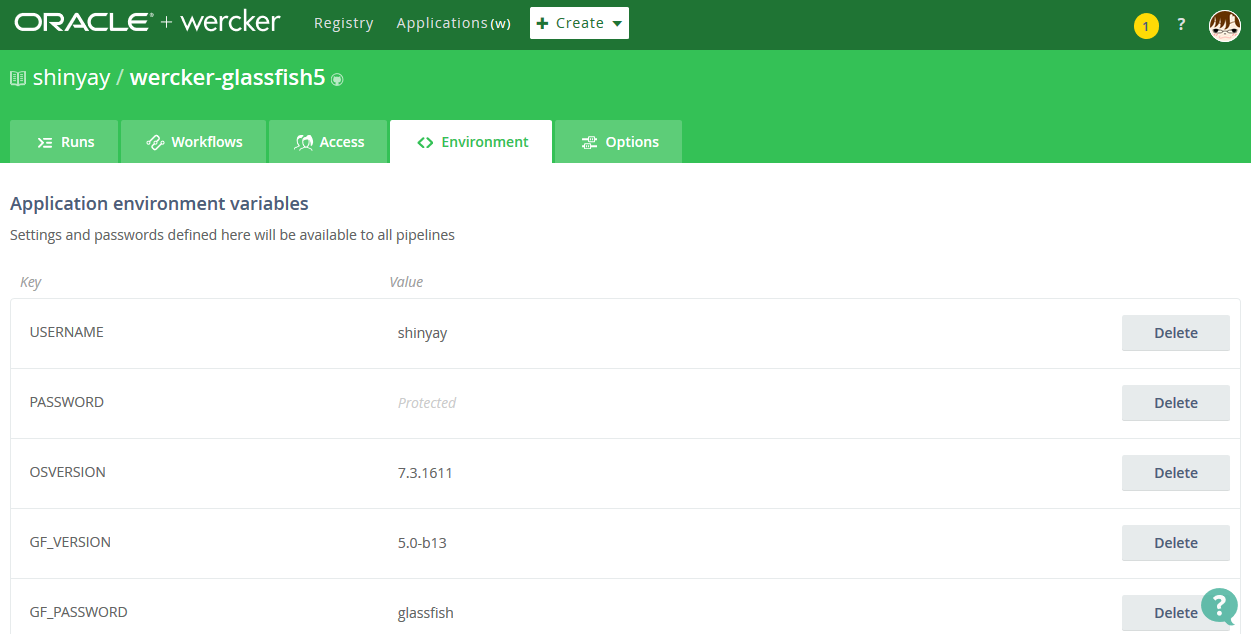 ORACLE® + wercker Registry Applications(w) + Create 1 ?
shinyay / wercker-glassfish5
Runs Workflows Access <> Environment Options
Application environment variables
Settings and passwords defined here will be available to all pipelines
Key Value
USERNAME shinyay Delete
PASSWORD Protected Delete
OSVERSION 7.3.1611 Delete
GF_VERSION 5.0-b13 Delete
GF_PASSWORD glassfish Delete ?